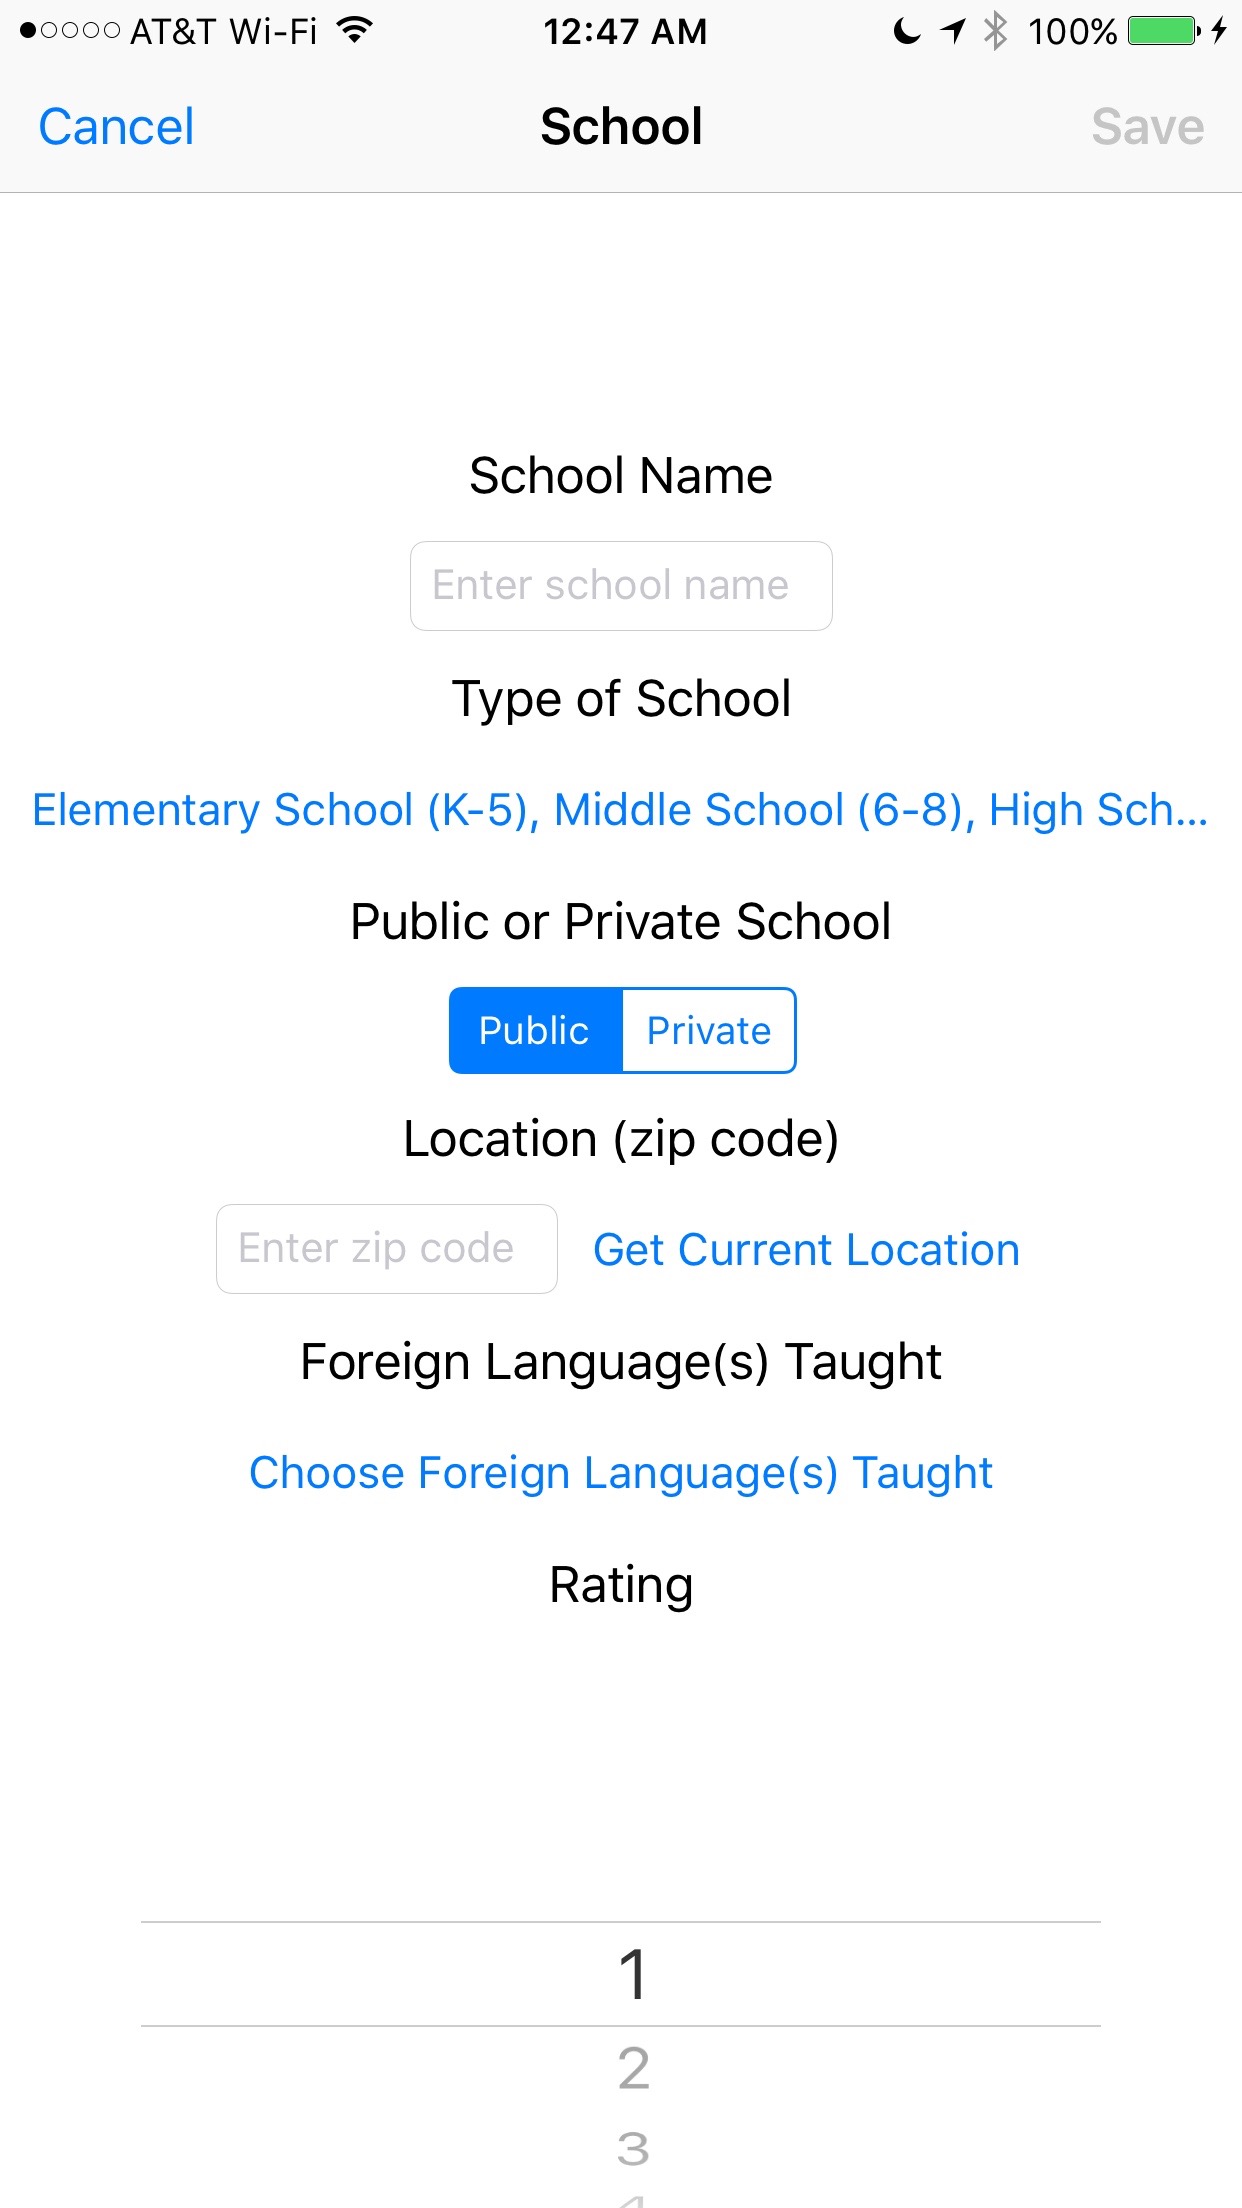 AT&T Wi-Fi 12:47 AM 100%
Cancel School Save
School Name
Enter school name
Type of School
Elementary School (K-5), Middle School (6-8), High Sch...
Public or Private School
Public Private
Location (zip code)
Enter zip code Get Current Location
Foreign Language(s) Taught
Choose Foreign Language(s) Taught
Rating
1
2
3